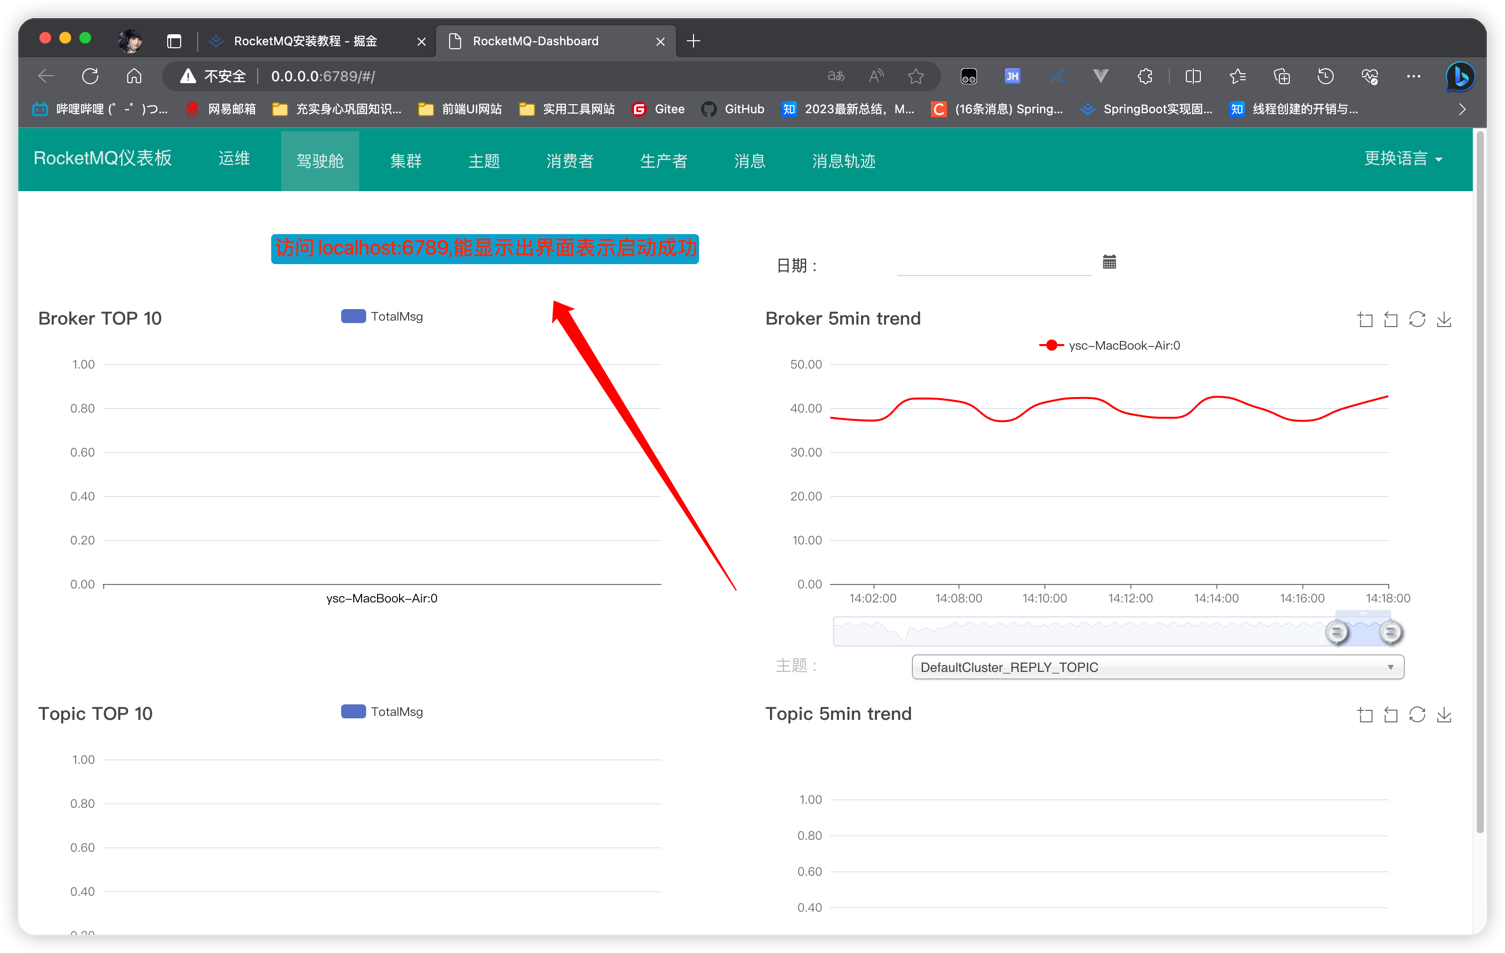 RocketMQ安装教程 - 掘金
RocketMQ-Dashboard
不安全
0.0.0.0:6789/#/
哔哩哔哩 (゜-゜)つ...
网易邮箱
充实身心巩固知识...
前端UI网站
实用工具网站
Gitee
GitHub
2023最新总结，M...
(16条消息) Spring...
SpringBoot实现固...
线程创建的开销与...
RocketMQ仪表板
运维
驾驶舱
集群
主题
消费者
生产者
消息
消息轨迹
更换语言
访问 localhost:6789,能显示出界面表示启动成功
日期：
Broker TOP 10
TotalMsg
1.00
0.80
0.60
0.40
0.20
0.00
ysc-MacBook-Air:0
Broker 5min trend
ysc-MacBook-Air:0
50.00
40.00
30.00
20.00
10.00
0.00
14:02:00
14:08:00
14:10:00
14:12:00
14:14:00
14:16:00
14:18:00
主题：
DefaultCluster_REPLY_TOPIC
Topic TOP 10
TotalMsg
1.00
0.80
0.60
0.40
0.20
Topic 5min trend
1.00
0.80
0.60
0.40